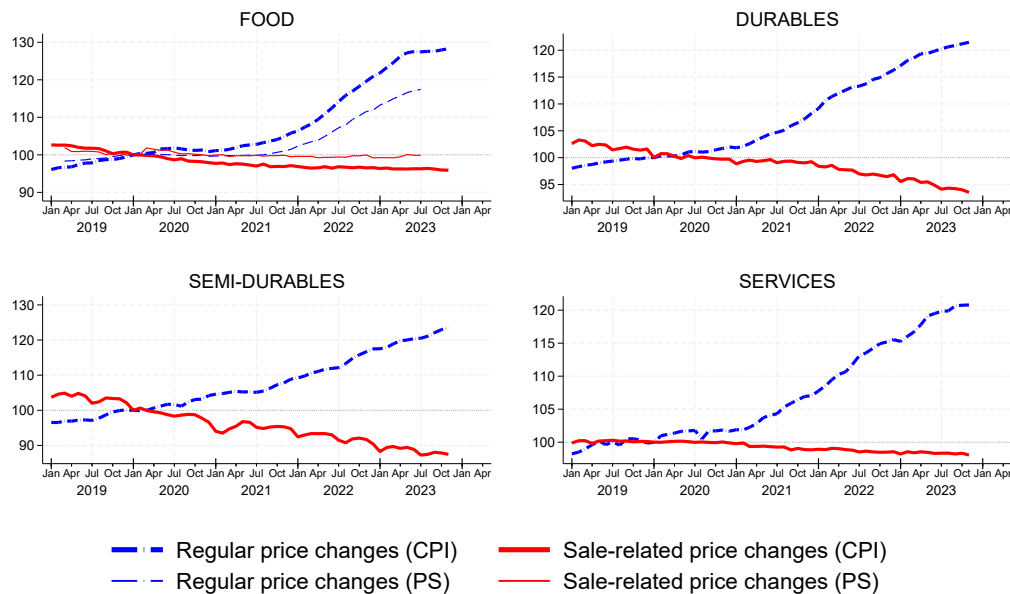 FOOD
130
120
110
100
90
Jan Apr Jul Oct Jan Apr Jul Oct Jan Apr Jul Oct Jan Apr Jul Oct Jan Apr Jul Oct Jan Apr
2019 2020 2021 2022 2023
DURABLES
120
115
110
105
100
95
Jan Apr Jul Oct Jan Apr Jul Oct Jan Apr Jul Oct Jan Apr Jul Oct Jan Apr Jul Oct Jan Apr
2019 2020 2021 2022 2023
SEMI-DURABLES
130
120
110
100
90
Jan Apr Jul Oct Jan Apr Jul Oct Jan Apr Jul Oct Jan Apr Jul Oct Jan Apr Jul Oct Jan Apr
2019 2020 2021 2022 2023
SERVICES
120
115
110
105
100
Jan Apr Jul Oct Jan Apr Jul Oct Jan Apr Jul Oct Jan Apr Jul Oct Jan Apr Jul Oct Jan Apr
2019 2020 2021 2022 2023
Regular price changes (CPI)
Sale-related price changes (CPI)
Regular price changes (PS)
Sale-related price changes (PS)